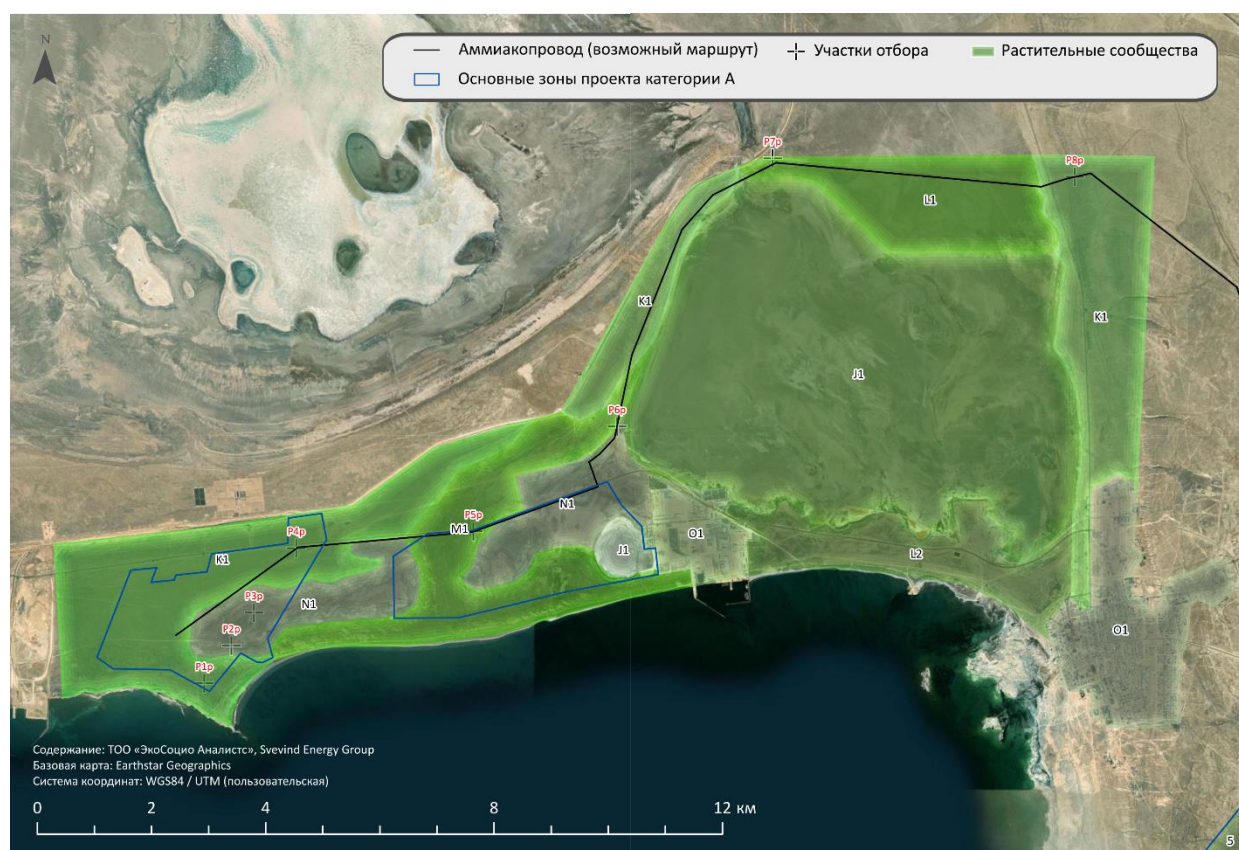 N
Аммиакопровод (возможный маршрут)
Участки отбора
Растительные сообщества
Основные зоны проекта категории А
P7p
P8p
L1
K1
K1
J1
P6p
P5p
N1
M1
P4p
O1
J1
L2
K1
P3p
N1
P2p
O1
P1p
Содержание: ТОО «ЭкоСоцио Аналистс», Svevind Energy Group
Базовая карта: Earthstar Geographics
Система координат: WGS84 / UTM (пользовательская)
0 2 4 8 12 км
5